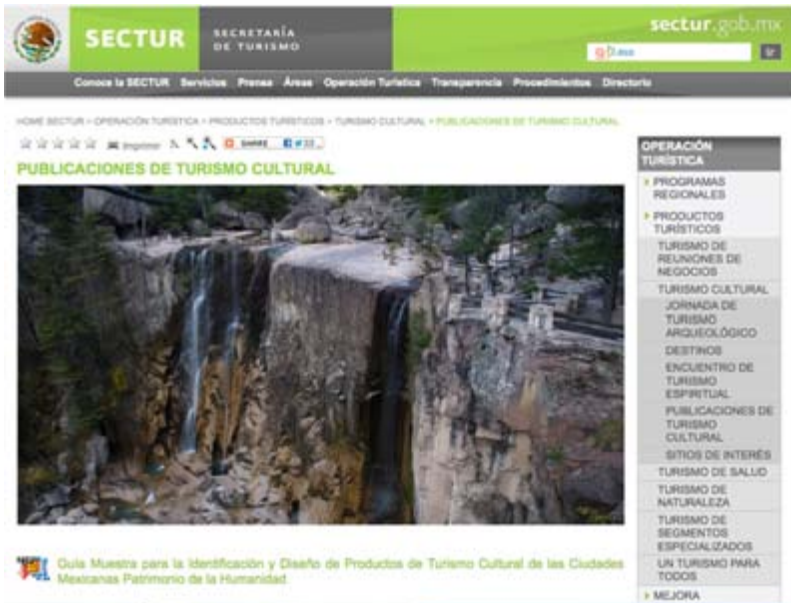 SECTUR
SECRETARÍA
DE TURISMO
sectur.gob.mx
Ir
Conoce la SECTUR Servicios Prensa Áreas Operación Turística Transparencia Procedimientos Directorio
HOME SECTUR > OPERACIÓN TURÍSTICA > PRODUCTOS TURÍSTICOS > TURISMO CULTURAL > PUBLICACIONES DE TURISMO CULTURAL
Imprimir SHARE
PUBLICACIONES DE TURISMO CULTURAL
OPERACIÓN
TURÍSTICA
PROGRAMAS
REGIONALES
PRODUCTOS
TURÍSTICOS
TURISMO DE
REUNIONES DE
NEGOCIOS
TURISMO CULTURAL
JORNADA DE
TURISMO
ARQUEOLÓGICO
DESTINOS
ENCUENTRO DE
TURISMO
ESPIRITUAL
PUBLICACIONES DE
TURISMO
CULTURAL
SITIOS DE INTERÉS
TURISMO DE SALUD
TURISMO DE
NATURALEZA
TURISMO DE
SEGMENTOS
ESPECIALIZADOS
UN TURISMO PARA
TODOS
MEJORA
Guía Muestra para la Identificación y Diseño de Productos de Turismo Cultural de las Ciudades
Mexicanas Patrimonio de la Humanidad